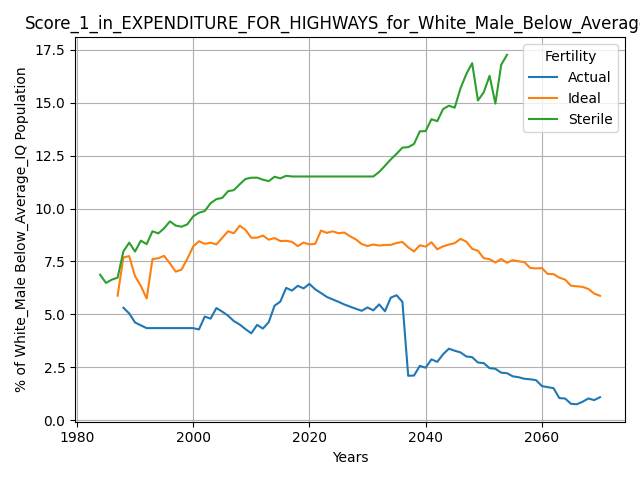 Score_1_in_EXPENDITURE_FOR_HIGHWAYS_for_White_Male_Below_Average
17.5
15.0
12.5
10.0
7.5
5.0
2.5
0.0
% of White_Male Below_Average_IQ Population
Fertility
Actual
Ideal
Sterile
1980 2000 2020 2040 2060
Years